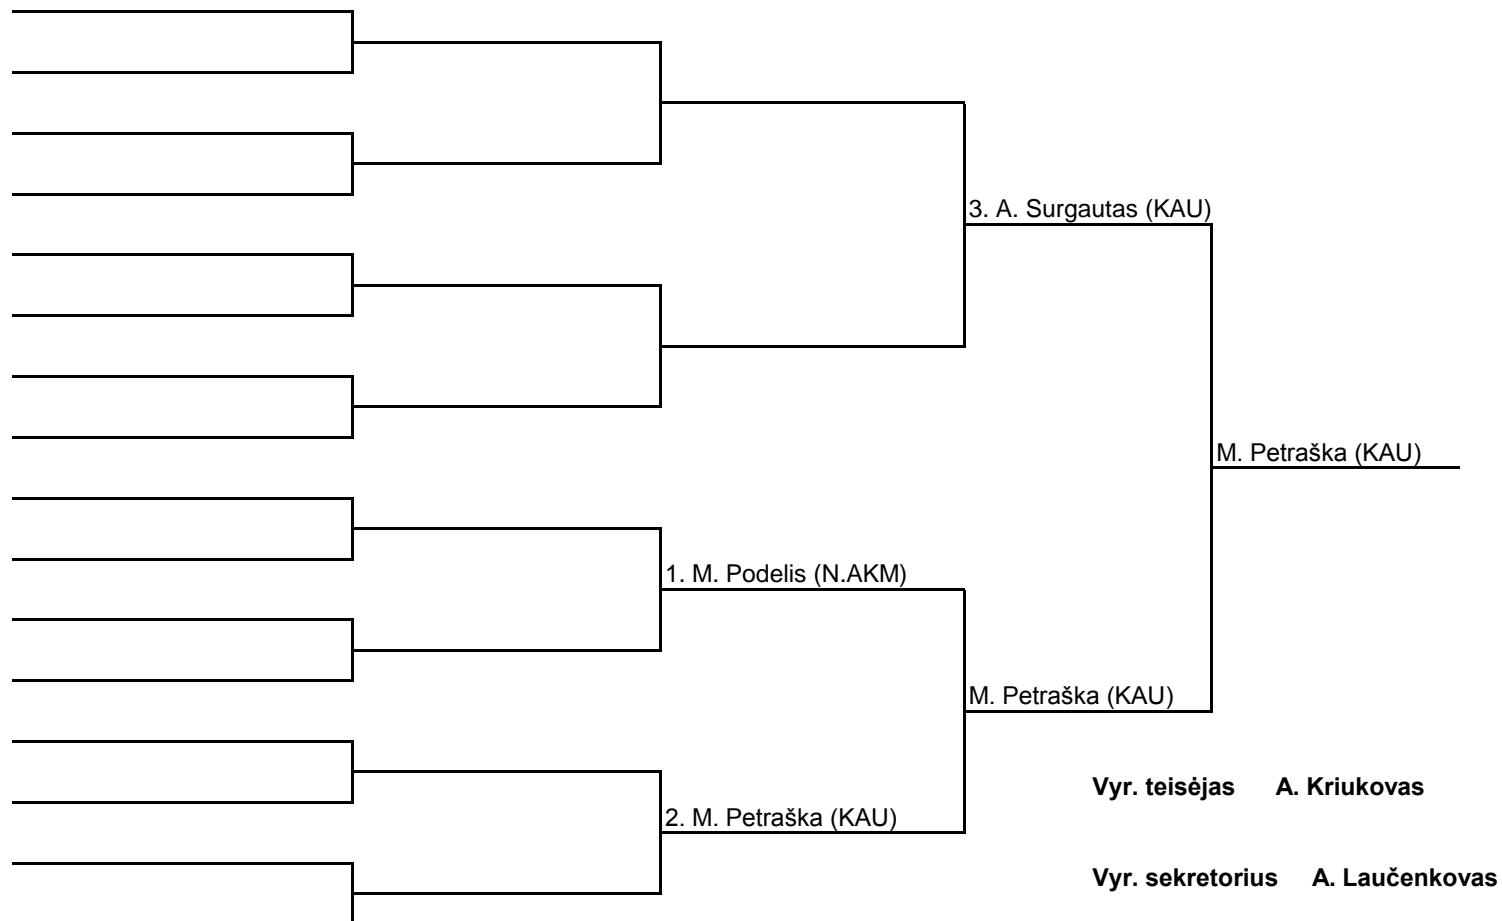 3. A. Surgautas (KAU)
M. Petraška (KAU)
1. M. Podelis (N.AKM)
M. Petraška (KAU)
Vyr. teisėjas A. Kriukovas
2. M. Petraška (KAU)
Vyr. sekretorius A. Laučenkovas